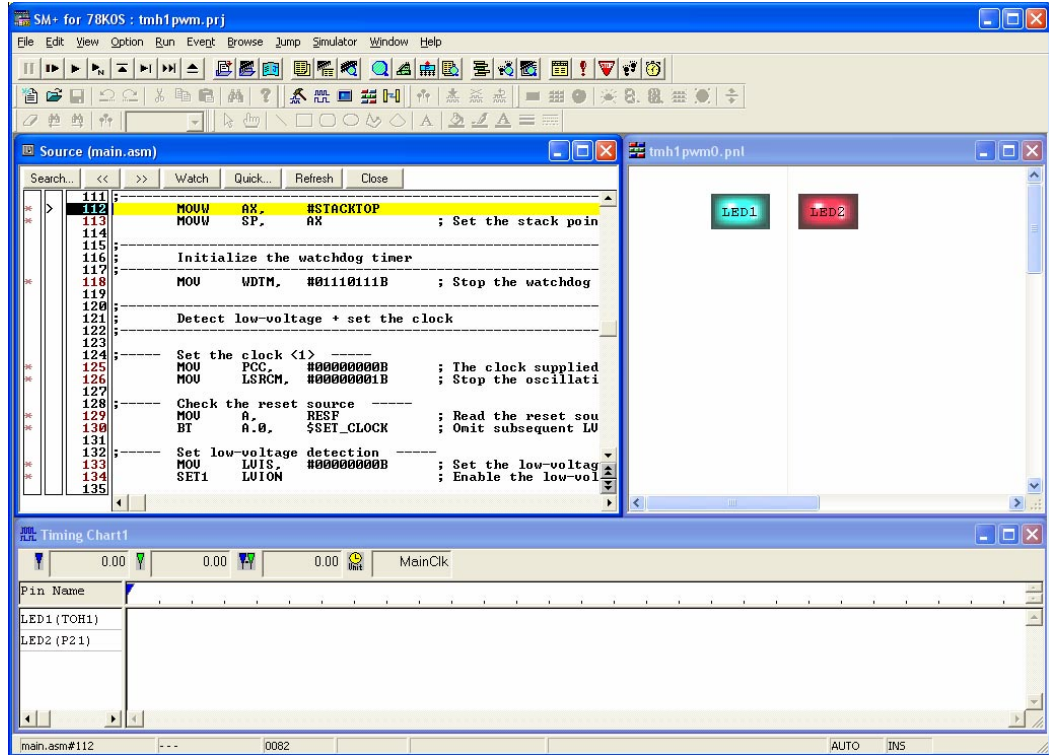 SM+ for 78K0S : tmh1pwm.prj
File Edit View Option Run Event Browse Jump Simulator Window Help
Source (main.asm)
Search... << >> Watch Quick... Refresh Close
111 ;--------------------------------------------------------------
* > 112 MOVW AX, #STACKTOP
* 113 MOVW SP, AX ; Set the stack poin
114
115 ;--------------------------------------------------------------
116 ; Initialize the watchdog timer
117 ;--------------------------------------------------------------
* 118 MOV WDTM, #01110111B ; Stop the watchdog
119
120 ;--------------------------------------------------------------
121 ; Detect low-voltage + set the clock
122 ;--------------------------------------------------------------
123
124 ;----- Set the clock <1> -----
* 125 MOV PCC, #00000000B ; The clock supplied
* 126 MOV LSRCM, #00000001B ; Stop the oscillati
127
128 ;----- Check the reset source -----
* 129 MOV A, RESF ; Read the reset sou
* 130 BT A.0, $SET_CLOCK ; Omit subsequent LV
131
132 ;----- Set low-voltage detection -----
* 133 MOV LVIS, #00000000B ; Set the low-voltag
* 134 SET1 LVION ; Enable the low-vol
135
tmh1pwm0.pnl
LED1 LED2
Timing Chart1
0.00 0.00 0.00 Unit MainClk
Pin Name
LED1(TOH1)
LED2(P21)
main.asm#112 --- 0082 AUTO INS